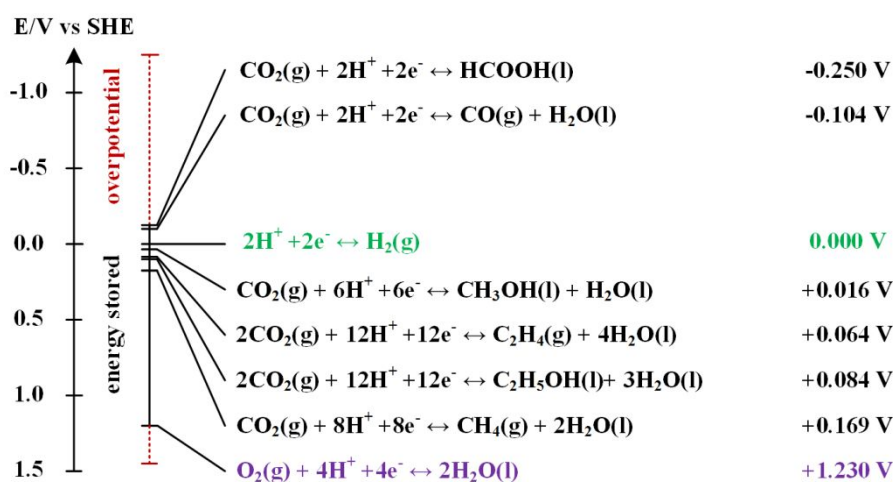 E/V vs SHE
-1.0
-0.5
0.0
0.5
1.0
1.5
overpotential
energy stored
CO₂(g) + 2H⁺ +2e⁻ ↔ HCOOH(l) -0.250 V
CO₂(g) + 2H⁺ +2e⁻ ↔ CO(g) + H₂O(l) -0.104 V
2H⁺ +2e⁻ ↔ H₂(g) 0.000 V
CO₂(g) + 6H⁺ +6e⁻ ↔ CH₃OH(l) + H₂O(l) +0.016 V
2CO₂(g) + 12H⁺ +12e⁻ ↔ C₂H₄(g) + 4H₂O(l) +0.064 V
2CO₂(g) + 12H⁺ +12e⁻ ↔ C₂H₅OH(l)+ 3H₂O(l) +0.084 V
CO₂(g) + 8H⁺ +8e⁻ ↔ CH₄(g) + 2H₂O(l) +0.169 V
O₂(g) + 4H⁺ +4e⁻ ↔ 2H₂O(l) +1.230 V